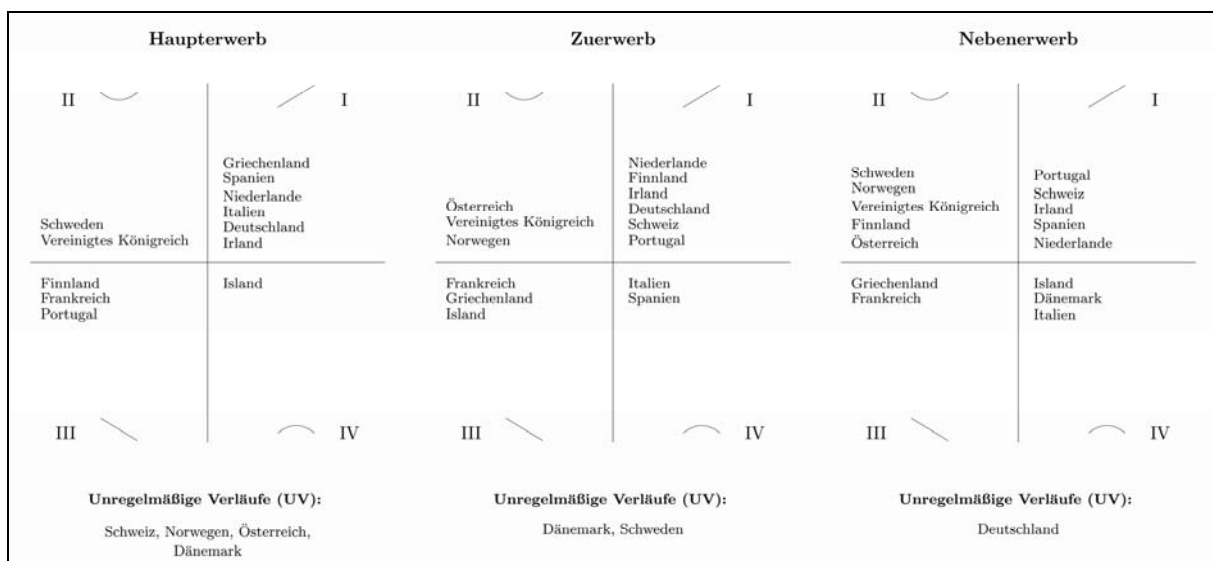 Haupterwerb
II
I
Griechenland
Spanien
Niederlande
Italien
Deutschland
Irland
Schweden
Vereinigtes Königreich
Finnland
Frankreich
Portugal
Island
III
IV
Unregelmäßige Verläufe (UV):
Schweiz, Norwegen, Österreich,
Dänemark
Zuerwerb
II
I
Niederlande
Finnland
Irland
Deutschland
Schweiz
Portugal
Österreich
Vereinigtes Königreich
Norwegen
Frankreich
Griechenland
Island
Italien
Spanien
III
IV
Unregelmäßige Verläufe (UV):
Dänemark, Schweden
Nebenerwerb
II
I
Schweden
Norwegen
Vereinigtes Königreich
Finnland
Österreich
Portugal
Schweiz
Irland
Spanien
Niederlande
Griechenland
Frankreich
Island
Dänemark
Italien
III
IV
Unregelmäßige Verläufe (UV):
Deutschland